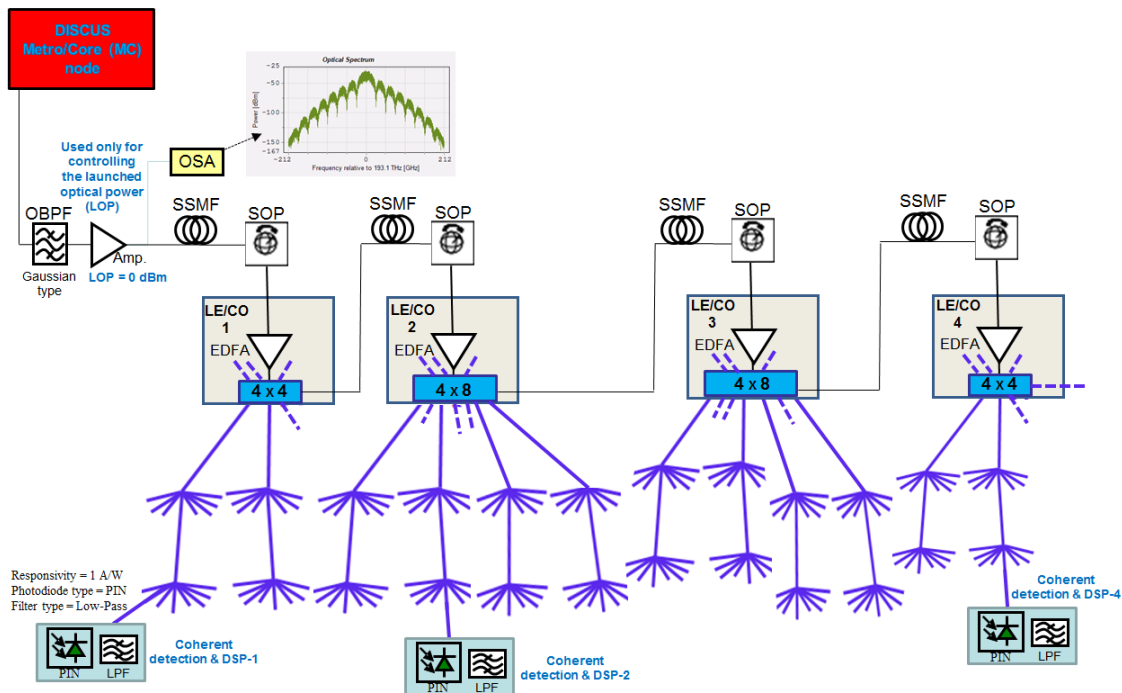 DISCUS
Metro/Core (MC)
node
Optical Spectrum
-25
-50
-100
-150
-167
Power [dBm]
-212
0
212
Frequency relative to 193.1 THz [GHz]
Used only for
controlling
the launched
optical power
(LOP)
OSA
OBPF
Gaussian
type
Amp.
LOP = 0 dBm
SSMF
SOP
SSMF
SOP
SSMF
SOP
SSMF
SOP
LE/CO
1
EDFA
4 x 4
LE/CO
2
EDFA
4 x 8
LE/CO
3
EDFA
4 x 8
LE/CO
4
EDFA
4 x 4
Responsivity = 1 A/W
Photodiode type = PIN
Filter type = Low-Pass
PIN
LPF
Coherent
detection & DSP-1
PIN
LPF
Coherent
detection & DSP-2
Coherent
detection & DSP-4
PIN
LPF